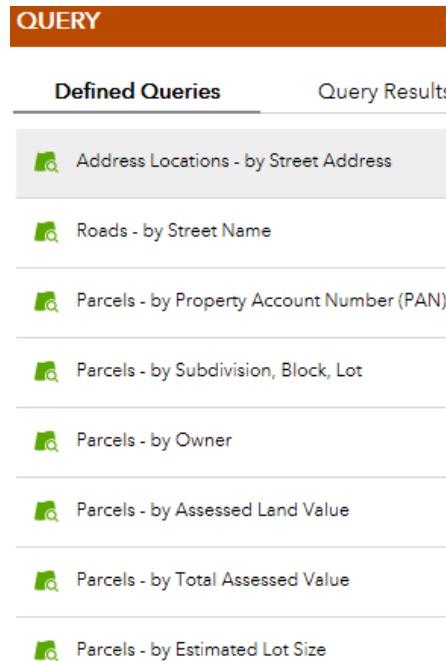 QUERY
Defined Queries Query Results
Address Locations - by Street Address
Roads - by Street Name
Parcels - by Property Account Number (PAN)
Parcels - by Subdivision, Block, Lot
Parcels - by Owner
Parcels - by Assessed Land Value
Parcels - by Total Assessed Value
Parcels - by Estimated Lot Size